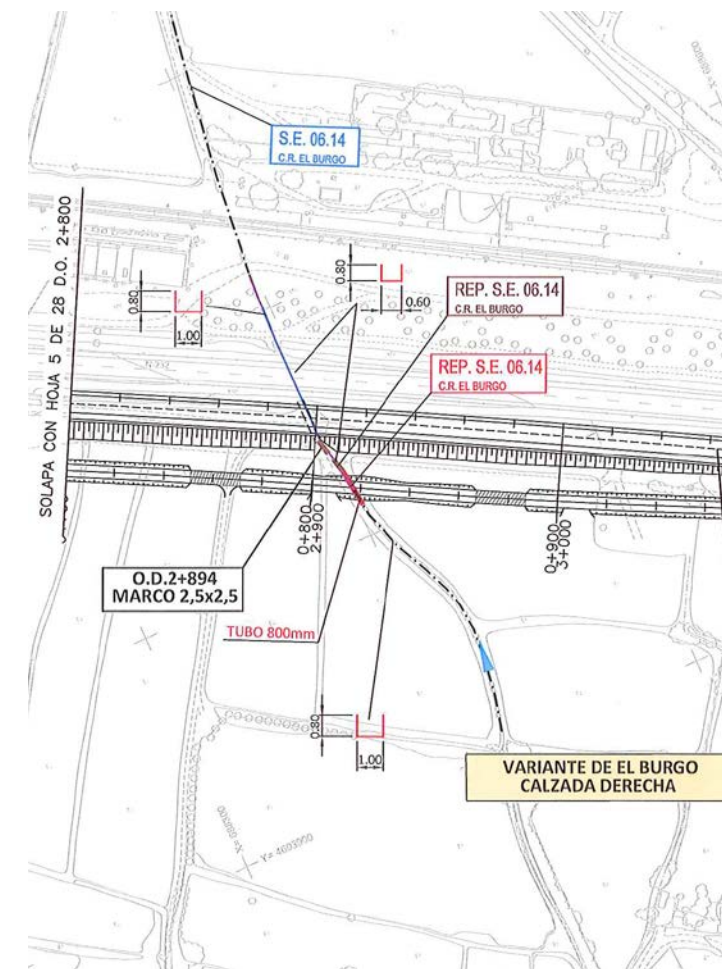 S.E. 06.14
C.R. EL BURGO
SOLAPA CON HOJA 5 DE 28 D.O. 2+800
0.80
0.60
0.80
1.00
REP. S.E. 06.14
C.R. EL BURGO
REP. S.E. 06.14
C.R. EL BURGO
0+800
2+900
0+900
3+000
O.D.2+894
MARCO 2,5x2,5
TUBO 800mm
0.80
1.00
VARIANTE DE EL BURGO
CALZADA DERECHA
Y= 4603000